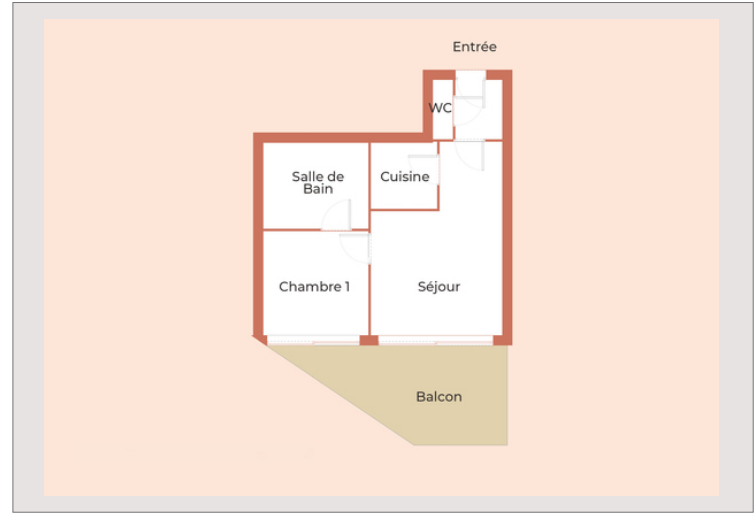 Entrée
WC
Salle de
Bain
Cuisine
Chambre 1
Séjour
Balcon